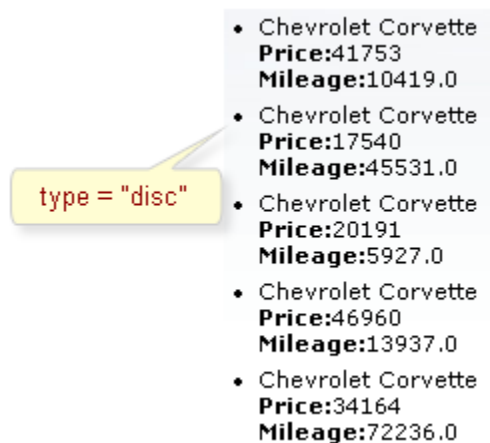 • Chevrolet Corvette
Price:41753
Mileage:10419.0
• Chevrolet Corvette
Price:17540
Mileage:45531.0
type = "disc"
• Chevrolet Corvette
Price:20191
Mileage:5927.0
• Chevrolet Corvette
Price:46960
Mileage:13937.0
• Chevrolet Corvette
Price:34164
Mileage:72236.0